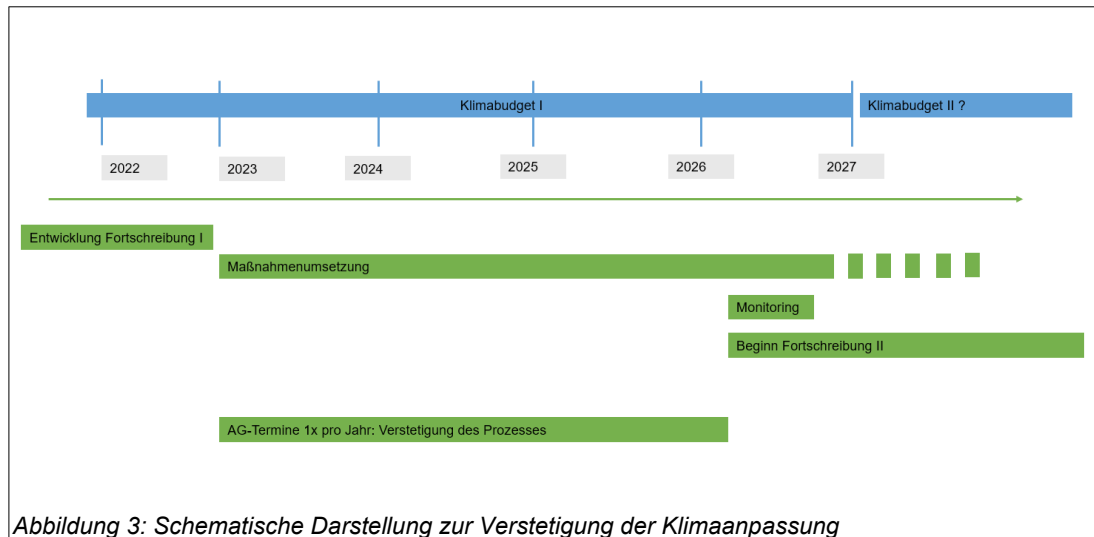 Klimabudget I
Klimabudget II ?
2022
2023
2024
2025
2026
2027
Entwicklung Fortschreibung I
Maßnahmenumsetzung
Monitoring
Beginn Fortschreibung II
AG-Termine 1x pro Jahr: Verstetigung des Prozesses
Abbildung 3: Schematische Darstellung zur Verstetigung der Klimaanpassung